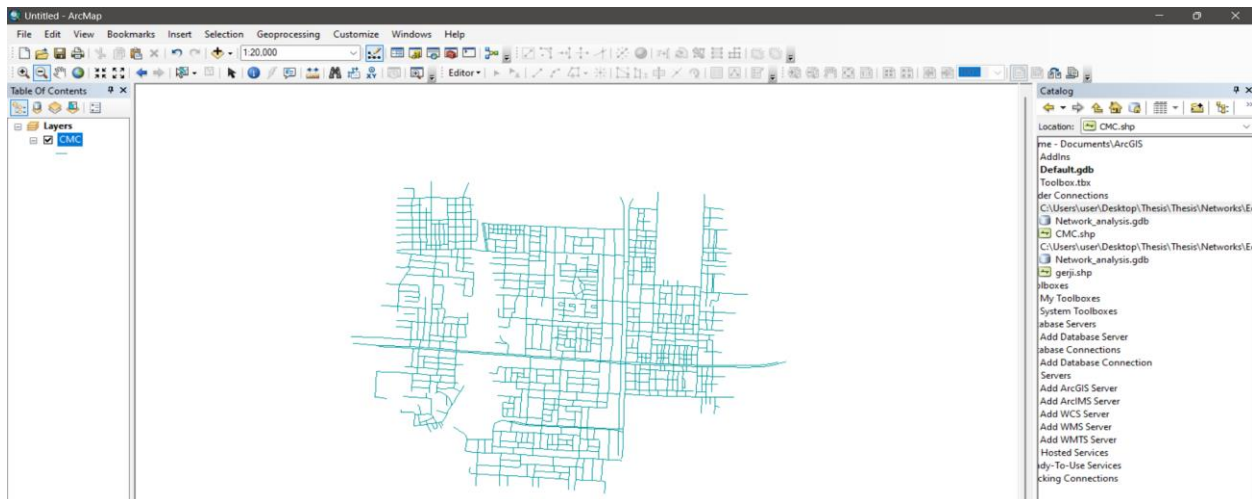 Untitled - ArcMap
File Edit View Bookmarks Insert Selection Geoprocessing Customize Windows Help
1:20,000
Editor
Table Of Contents
Layers
CMC
Catalog
Location: CMC.shp
me - Documents\ArcGIS
AddIns
Default.gdb
Toolbox.tbx
der Connections
C:\Users\user\Desktop\Thesis\Thesis\Networks\E
Network_analysis.gdb
CMC.shp
C:\Users\user\Desktop\Thesis\Thesis\Networks\E
Network_analysis.gdb
gerji.shp
olboxes
My Toolboxes
System Toolboxes
abase Servers
Add Database Server
abase Connections
Add Database Connection
Servers
Add ArcGIS Server
Add ArcIMS Server
Add WCS Server
Add WMS Server
Add WMTS Server
Hosted Services
dy-To-Use Services
cking Connections